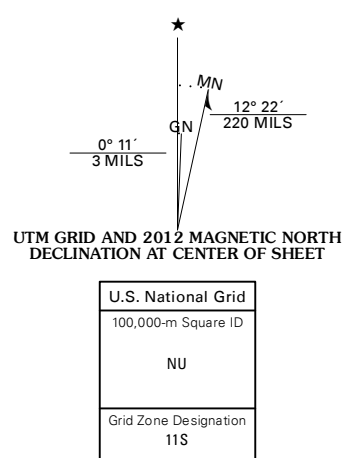 ★
MN
GN
12° 22´
220 MILS
0° 11´
3 MILS
UTM GRID AND 2012 MAGNETIC NORTH
DECLINATION AT CENTER OF SHEET
U.S. National Grid
100,000-m Square ID
NU
Grid Zone Designation
11S